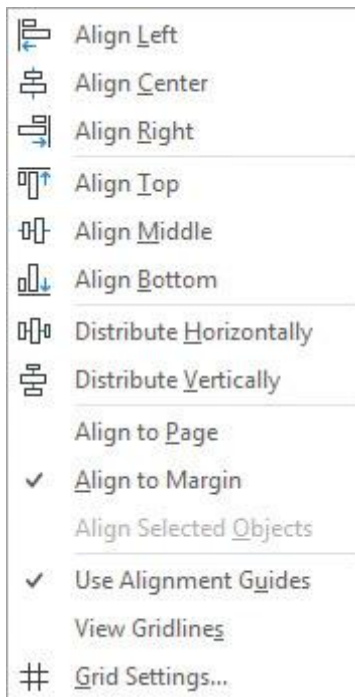 Align Left
Align Center
Align Right
Align Top
Align Middle
Align Bottom
Distribute Horizontally
Distribute Vertically
Align to Page
Align to Margin
Align Selected Objects
Use Alignment Guides
View Gridlines
Grid Settings...